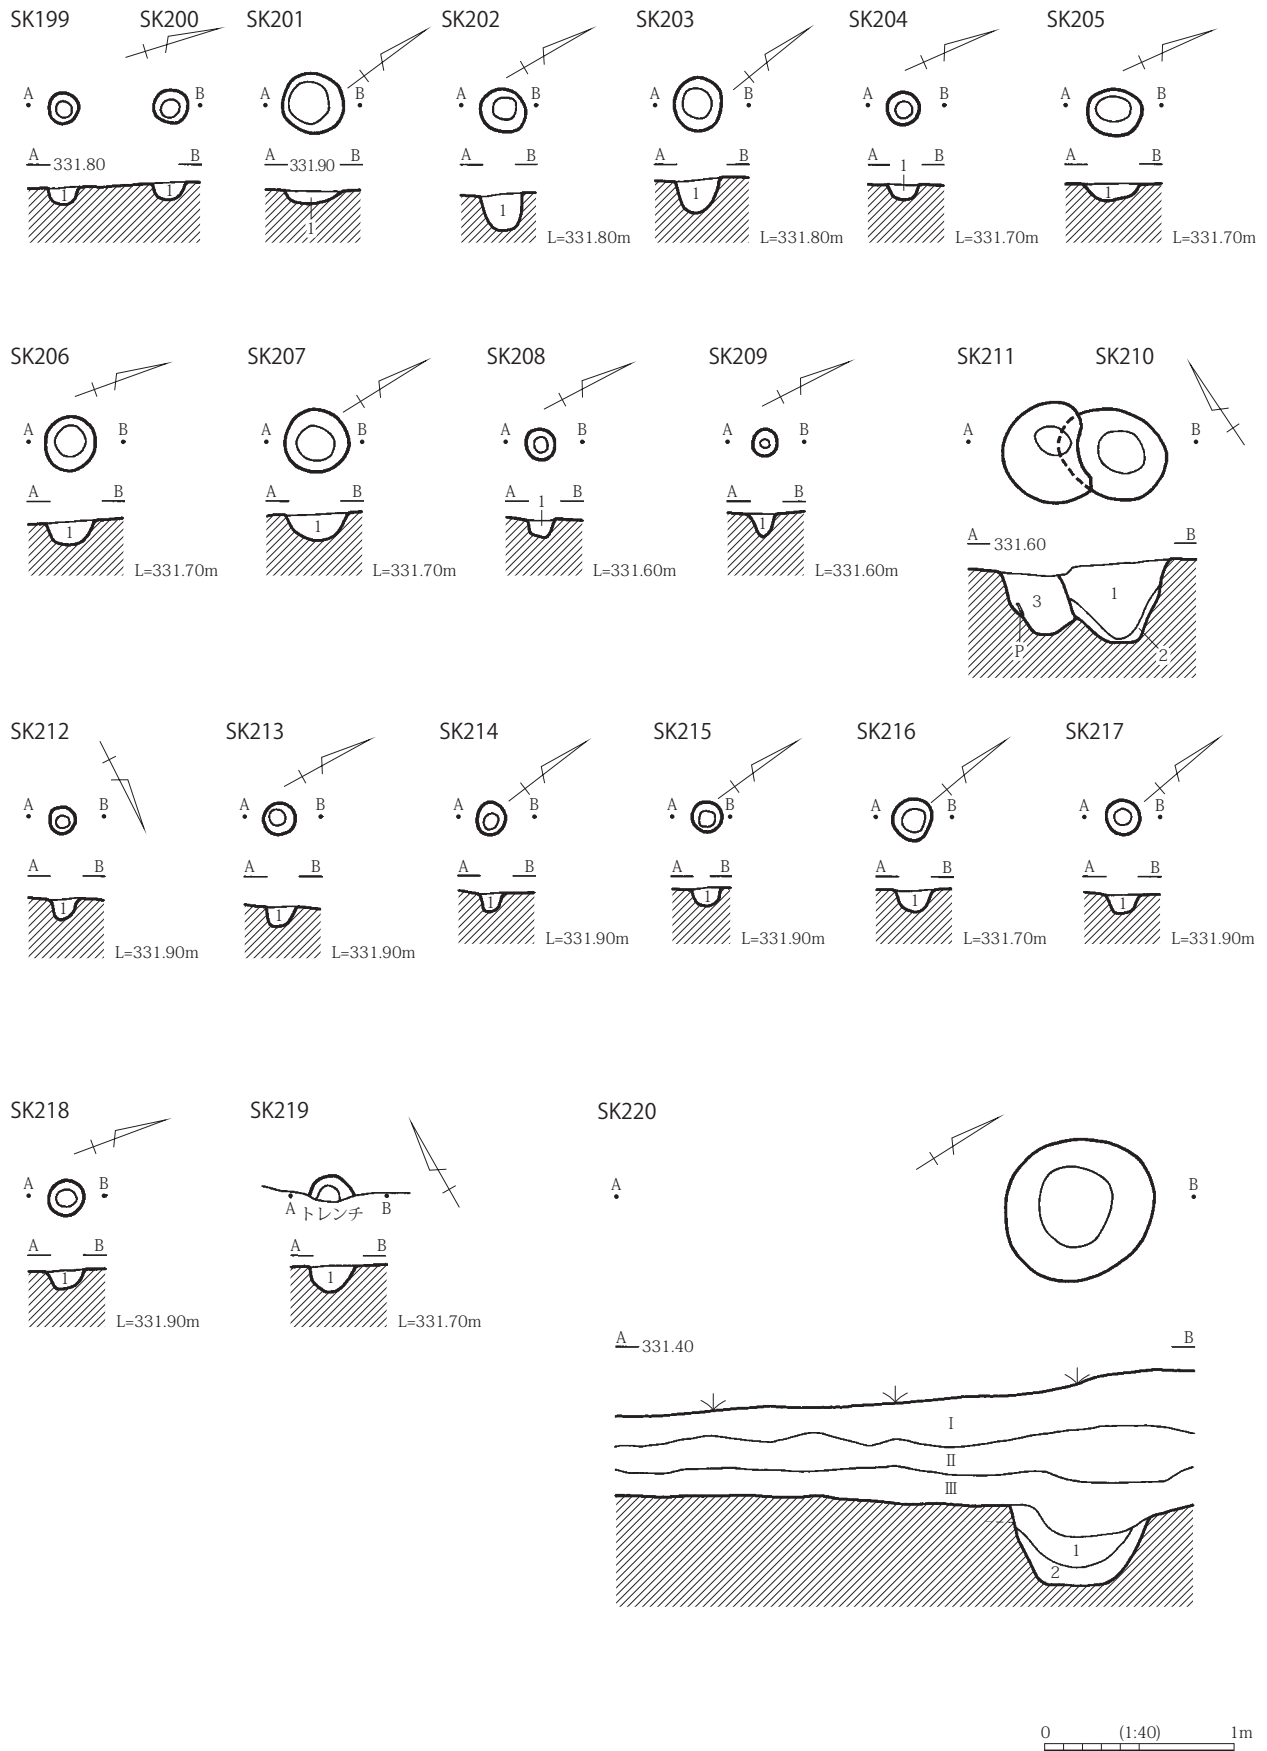 SK199 SK200 SK201 SK202 SK203 SK204 SK205
A B A B A B A B A B A B
A 331.80 B A 331.90 B A B A B A 1 B A B
1 1 1 1 1 1
1
L=331.80m L=331.80m L=331.70m L=331.70m
SK206 SK207 SK208 SK209 SK211 SK210
A B A B A B A B A B
A B A B A 1 B A B
A 331.60 B
1 1 1
L=331.70m L=331.70m L=331.60m L=331.60m
3 1
P 2
SK212 SK213 SK214 SK215 SK216 SK217
A B A B A B A B A B A B
A B A B A B A B A B A B
1 1 1 1 1 1
L=331.90m L=331.90m L=331.90m L=331.90m L=331.70m L=331.90m
SK218 SK219 SK220
A B A B
A トレンチ B
A B A B
1 1
L=331.90m L=331.70m
A 331.40 B
I
II
III
1
2
0 (1:40) 1m